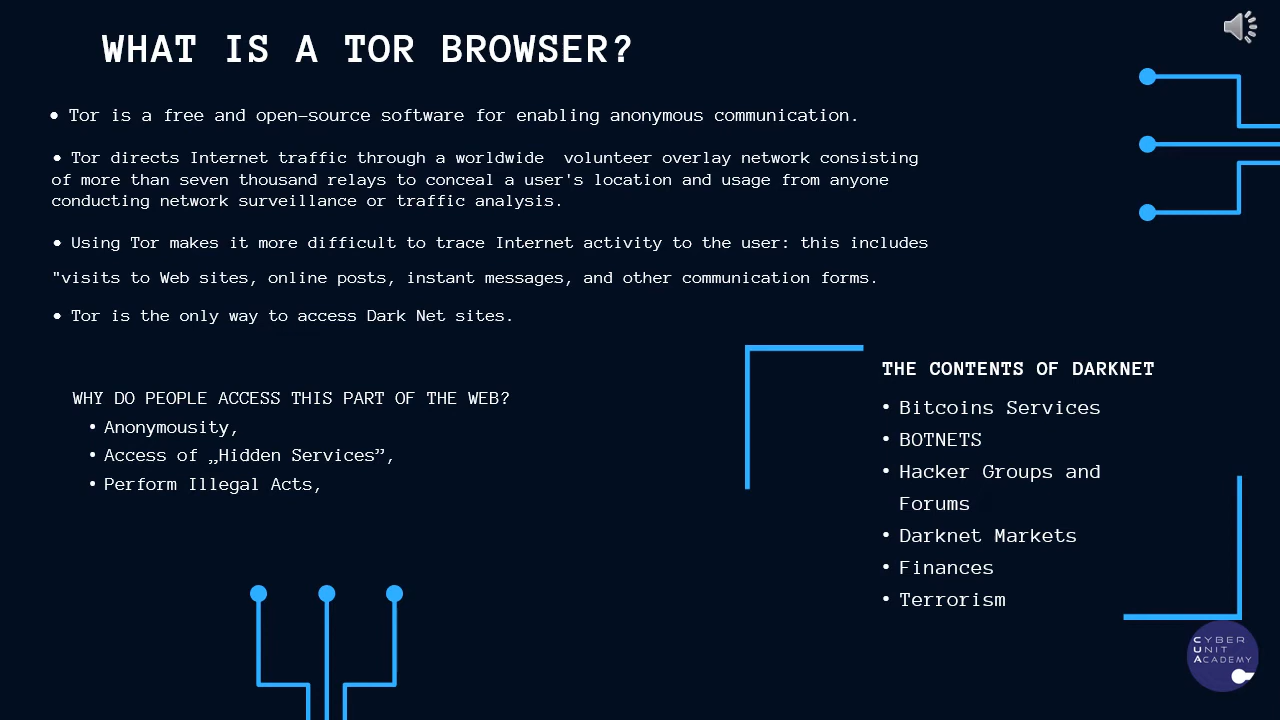 WHAT IS A TOR BROWSER?
• Tor is a free and open-source software for enabling anonymous communication.
• Tor directs Internet traffic through a worldwide  volunteer overlay network consisting
of more than seven thousand relays to conceal a user's location and usage from anyone
conducting network surveillance or traffic analysis.
• Using Tor makes it more difficult to trace Internet activity to the user: this includes
"visits to Web sites, online posts, instant messages, and other communication forms.
• Tor is the only way to access Dark Net sites.
WHY DO PEOPLE ACCESS THIS PART OF THE WEB?
• Anonymousity,
• Access of „Hidden Services”,
• Perform Illegal Acts,
THE CONTENTS OF DARKNET
• Bitcoins Services
• BOTNETS
• Hacker Groups and
Forums
• Darknet Markets
• Finances
• Terrorism
CYBER
UNIT
ACADEMY